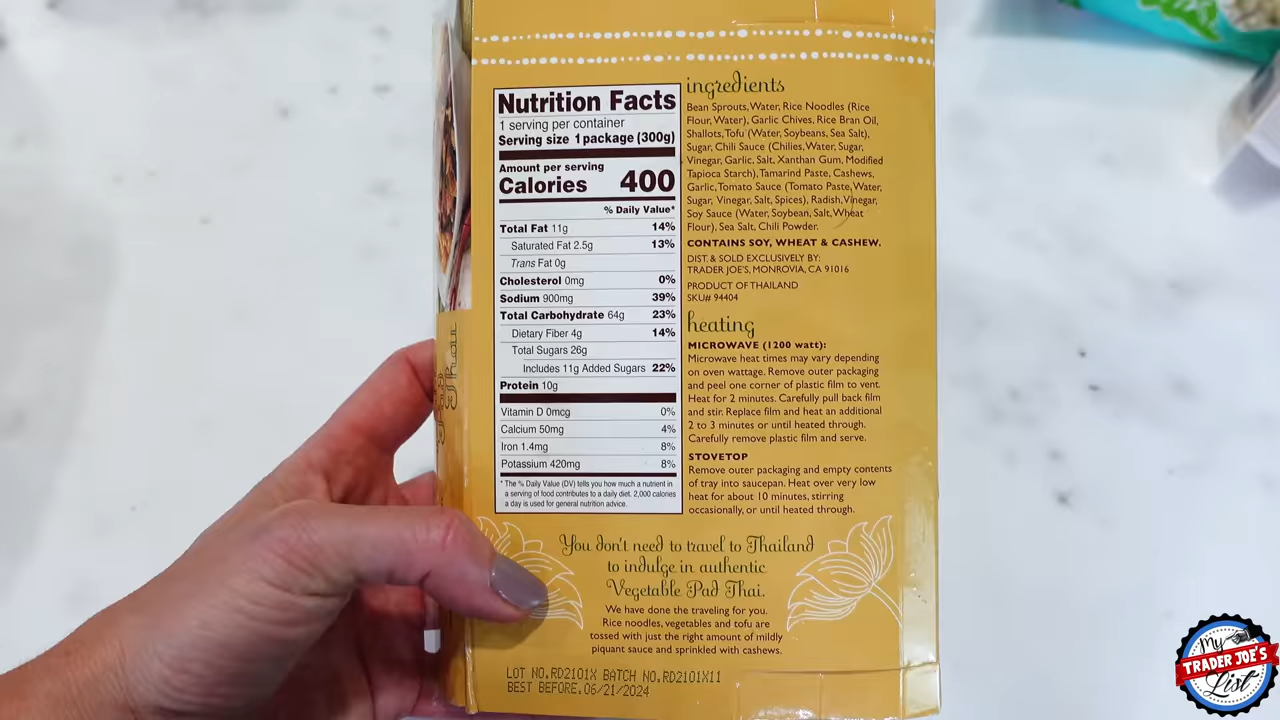 Nutrition Facts
1 serving per container
Serving size 1 package (300g)
Amount per serving
Calories 400
% Daily Value*
Total Fat 11g 14%
Saturated Fat 2.5g 13%
Trans Fat 0g
Cholesterol 0mg 0%
Sodium 900mg 39%
Total Carbohydrate 64g 23%
Dietary Fiber 4g 14%
Total Sugars 26g
Includes 11g Added Sugars 22%
Protein 10g
Vitamin D 0mcg 0%
Calcium 50mg 4%
Iron 1.4mg 8%
Potassium 420mg 8%
* The % Daily Value (DV) tells you how much a nutrient in
a serving of food contributes to a daily diet. 2,000 calories
a day is used for general nutrition advice.
ingredients
Bean Sprouts, Water, Rice Noodles (Rice
Flour, Water), Garlic Chives, Rice Bran Oil,
Shallots, Tofu (Water, Soybeans, Sea Salt),
Sugar, Chili Sauce (Chilies, Water, Sugar,
Vinegar, Garlic, Salt, Xanthan Gum, Modified
Tapioca Starch), Tamarind Paste, Cashews,
Garlic, Tomato Sauce (Tomato Paste, Water,
Sugar, Vinegar, Salt, Spices), Radish, Vinegar,
Soy Sauce (Water, Soybean, Salt, Wheat
Flour), Sea Salt, Chili Powder.
CONTAINS SOY, WHEAT & CASHEW.
DIST. & SOLD EXCLUSIVELY BY:
TRADER JOE'S, MONROVIA, CA 91016
PRODUCT OF THAILAND
SKU# 94404
heating
MICROWAVE (1200 watt):
Microwave heat times may vary depending
on oven wattage. Remove outer packaging
and peel one corner of plastic film to vent.
Heat for 2 minutes. Carefully pull back film
and stir. Replace film and heat an additional
2 to 3 minutes or until heated through.
Carefully remove plastic film and serve.
STOVETOP
Remove outer packaging and empty contents
of tray into saucepan. Heat over very low
heat for about 10 minutes, stirring
occasionally, or until heated through.
You don't need to travel to Thailand
to indulge in authentic
Vegetable Pad Thai.
We have done the traveling for you.
Rice noodles, vegetables and tofu are
tossed with just the right amount of mildly
piquant sauce and sprinkled with cashews.
LOT NO.RD2101X BATCH NO.RD2101X11
BEST BEFORE.06/21/2024
My
TRADER JOE'S
List